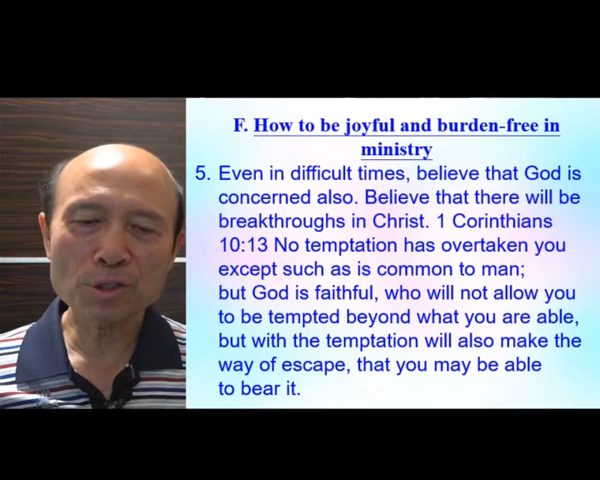 F. How to be joyful and burden-free in
ministry
5. Even in difficult times, believe that God is
concerned also. Believe that there will be
breakthroughs in Christ. 1 Corinthians
10:13 No temptation has overtaken you
except such as is common to man;
but God is faithful, who will not allow you
to be tempted beyond what you are able,
but with the temptation will also make the
way of escape, that you may be able
to bear it.